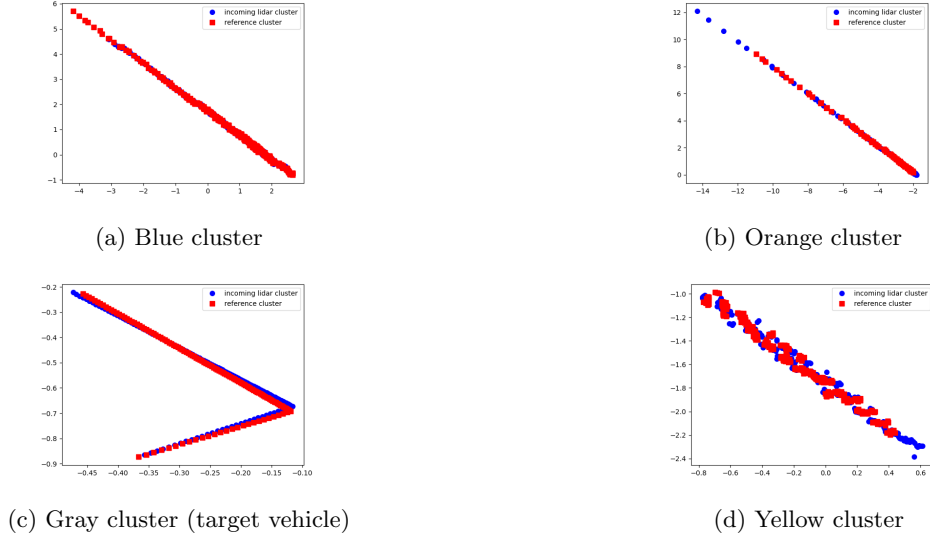 incoming lidar cluster
reference cluster
6
5
4
3
2
1
0
−1
−4 −3 −2 −1 0 1 2
(a) Blue cluster
incoming lidar cluster
reference cluster
12
10
8
6
4
2
0
−14 −12 −10 −8 −6 −4 −2
(b) Orange cluster
incoming lidar cluster
reference cluster
−0.2
−0.3
−0.4
−0.5
−0.6
−0.7
−0.8
−0.9
−0.45 −0.40 −0.35 −0.30 −0.25 −0.20 −0.15 −0.10
(c) Gray cluster (target vehicle)
incoming lidar cluster
reference cluster
−1.0
−1.2
−1.4
−1.6
−1.8
−2.0
−2.2
−2.4
−0.8 −0.6 −0.4 −0.2 0.0 0.2 0.4 0.6
(d) Yellow cluster